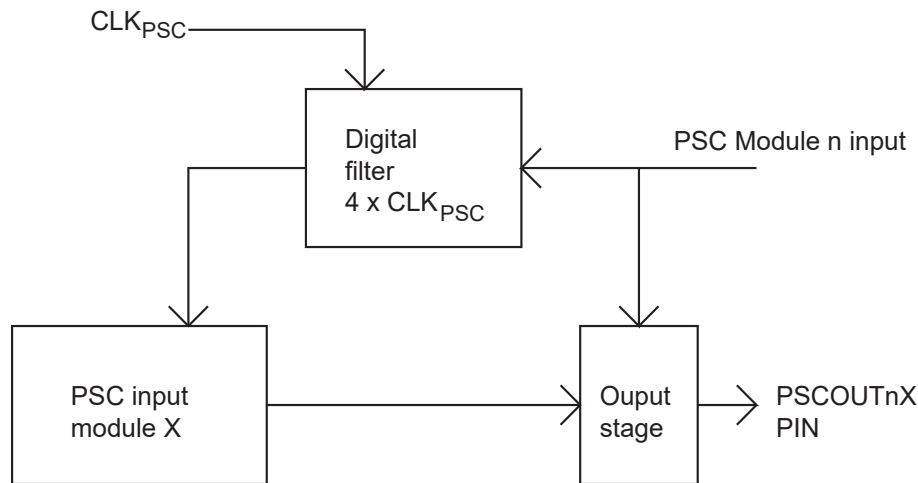 CLKPSC
Digital
filter
4 x CLKPSC
PSC Module n input
PSC input
module X
Ouput
stage
PSCOUTnX
PIN